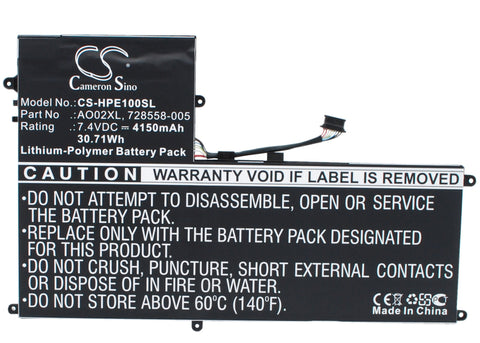 CS
Cameron Sino
Model No.: CS-HPE100SL
Part No : AO02XL, 728558-005
Rating : 7.4VDC ⎓ 4150mAh
30.71Wh
Lithium-Polymer Battery Pack
WARRANTY VOID IF LABEL IS REMOVED
• DO NOT ATTEMPT TO DISASSEMBLE, OPEN OR SERVICE
THE BATTERY PACK.
• REPLACE ONLY WITH THE BATTERY PACK DESIGNATED
FOR THIS PRODUCT.
• DO NOT CRUSH, PUNCTURE, SHORT EXTERNAL CONTACTS
OR DISPOSE OF IN FIRE OR WATER.
• DO NOT STORE ABOVE 60°C (140°F).
CE FC
MADE IN CHINA